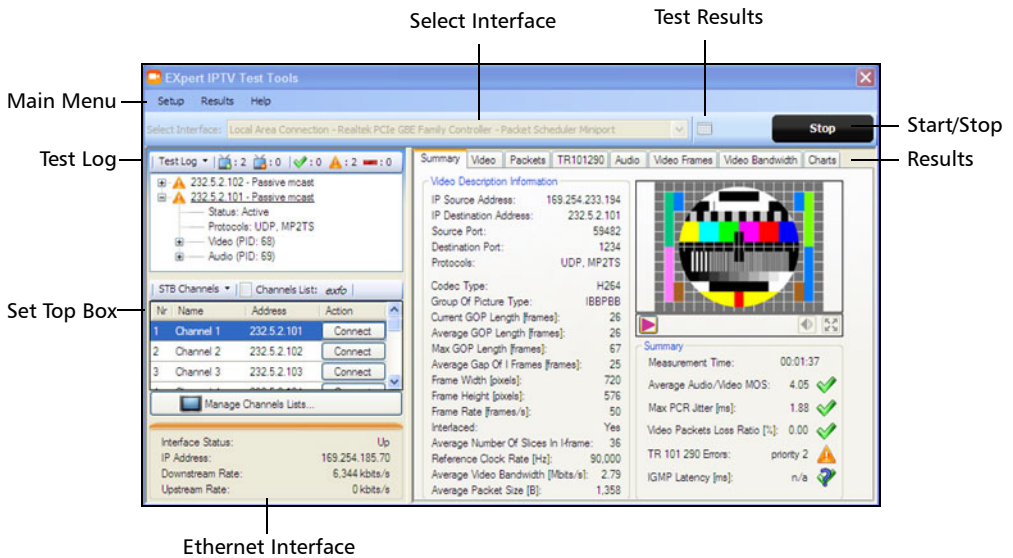 Select Interface
Test Results
EXpert IPTV Test Tools
Main Menu
Setup Results Help
Select Interface: Local Area Connection - Realtek PCIe GBE Family Controller - Packet Scheduler Miniport
Stop
Start/Stop
Test Log
Test Log : 2 : 0 : 0 : 2 : 0
232.5.2.102 - Passive mcast
232.5.2.101 - Passive mcast
Status: Active
Protocols: UDP, MP2TS
Video (PID: 68)
Audio (PID: 69)
Set Top Box
STB Channels Channels List: exfo
Nr Name Address Action
1 Channel 1 232.5.2.101 Connect
2 Channel 2 232.5.2.102 Connect
3 Channel 3 232.5.2.103 Connect
Manage Channels Lists...
Interface Status: Up
IP Address: 169.254.185.70
Downstream Rate: 6,344 kbits/s
Upstream Rate: 0 kbits/s
Ethernet Interface
Results
Summary Video Packets TR101290 Audio Video Frames Video Bandwidth Charts
Video Description Information
IP Source Address: 169.254.233.194
IP Destination Address: 232.5.2.101
Source Port: 59482
Destination Port: 1234
Protocols: UDP, MP2TS
Codec Type: H264
Group Of Picture Type: IBBPBB
Current GOP Length [frames]: 26
Average GOP Length [frames]: 26
Max GOP Length [frames]: 67
Average Gap Of I Frames [frames]: 25
Frame Width [pixels]: 720
Frame Height [pixels]: 576
Frame Rate [frames/s]: 50
Interlaced: Yes
Average Number Of Slices In I-frame: 36
Reference Clock Rate [Hz]: 90,000
Average Video Bandwidth [Mbits/s]: 2.79
Average Packet Size [B]: 1,358
Summary
Measurement Time: 00:01:37
Average Audio/Video MOS: 4.05
Max PCR Jitter [ms]: 1.88
Video Packets Loss Ratio [%]: 0.00
TR 101 290 Errors: priority 2
IGMP Latency [ms]: n/a